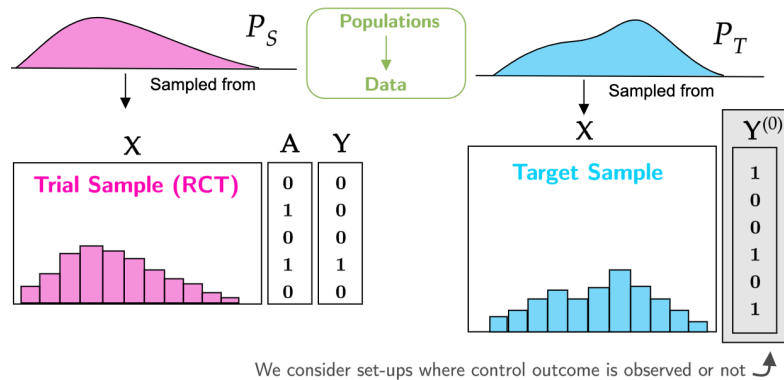 P_S
Populations
Data
P_T
Sampled from
Sampled from
X A Y
Trial Sample (RCT)
0 0
1 0
0 0
1 1
0 0
X Y^(0)
Target Sample
1
0
0
1
0
1
We consider set-ups where control outcome is observed or not